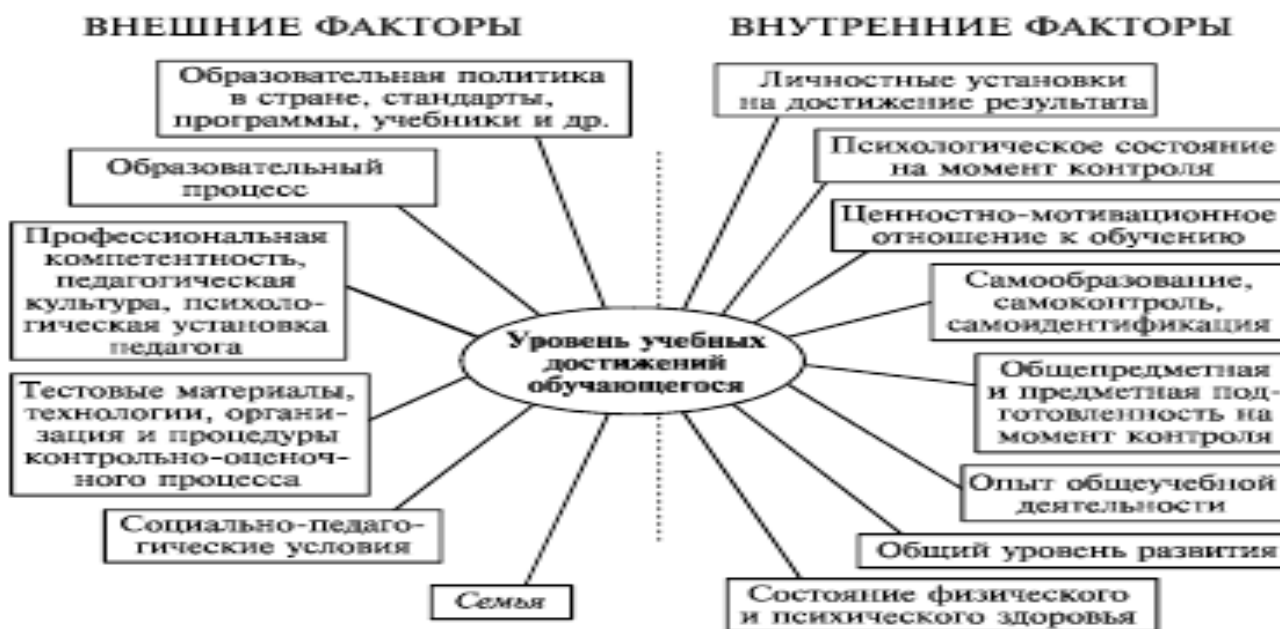 ВНЕШНИЕ ФАКТОРЫ
Образовательная политика
в стране, стандарты,
программы, учебники и др.
Образовательный
процесс
Профессиональная
компетентность,
педагогическая
культура, психоло-
гическая установка
педагога
Тестовые материалы,
технологии, органи-
зация и процедуры
контрольно-оценоч-
ного процесса
Социально-педаго-
гические условия
Семья
Уровень учебных
достижений
обучающегося
ВНУТРЕННИЕ ФАКТОРЫ
Личностные установки
на достижение результата
Психологическое состояние
на момент контроля
Ценностно-мотивационное
отношение к обучению
Самообразование,
самоконтроль,
самоидентификация
Общепредметная
и предметная под-
готовленность на
момент контроля
Опыт общеучебной
деятельности
Общий уровень развития
Состояние физического
и психического здоровья